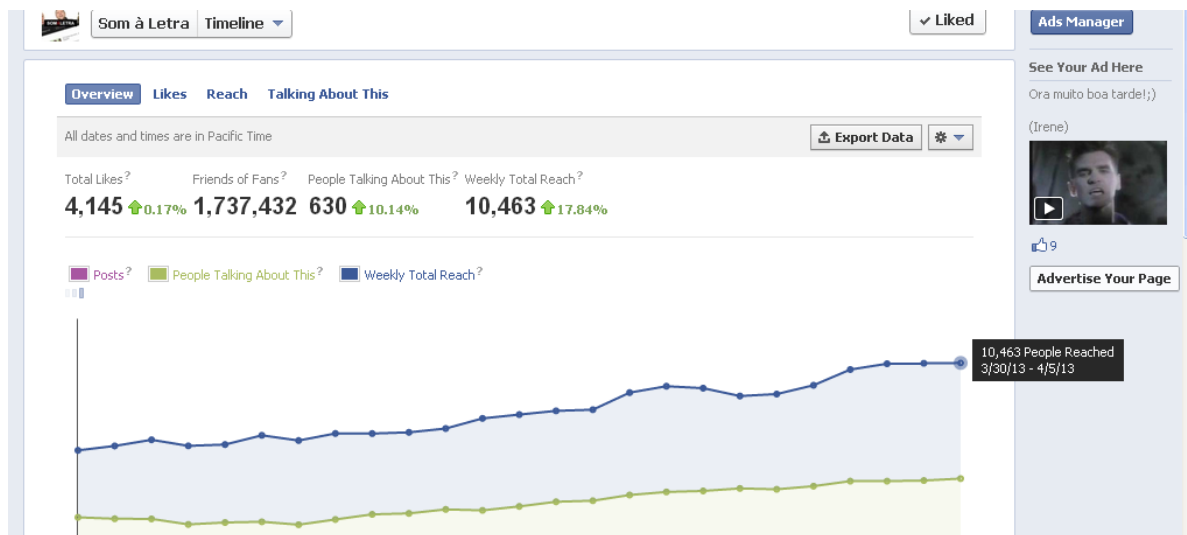 Som à Letra Timeline
✓ Liked
Ads Manager
See Your Ad Here
Ora muito boa tarde!;)
(Irene)
9
Advertise Your Page
Overview Likes Reach Talking About This
All dates and times are in Pacific Time
Export Data
Total Likes? Friends of Fans? People Talking About This? Weekly Total Reach?
4,145 0.17% 1,737,432 630 10.14% 10,463 17.84%
Posts? People Talking About This? Weekly Total Reach?
10,463 People Reached
3/30/13 - 4/5/13